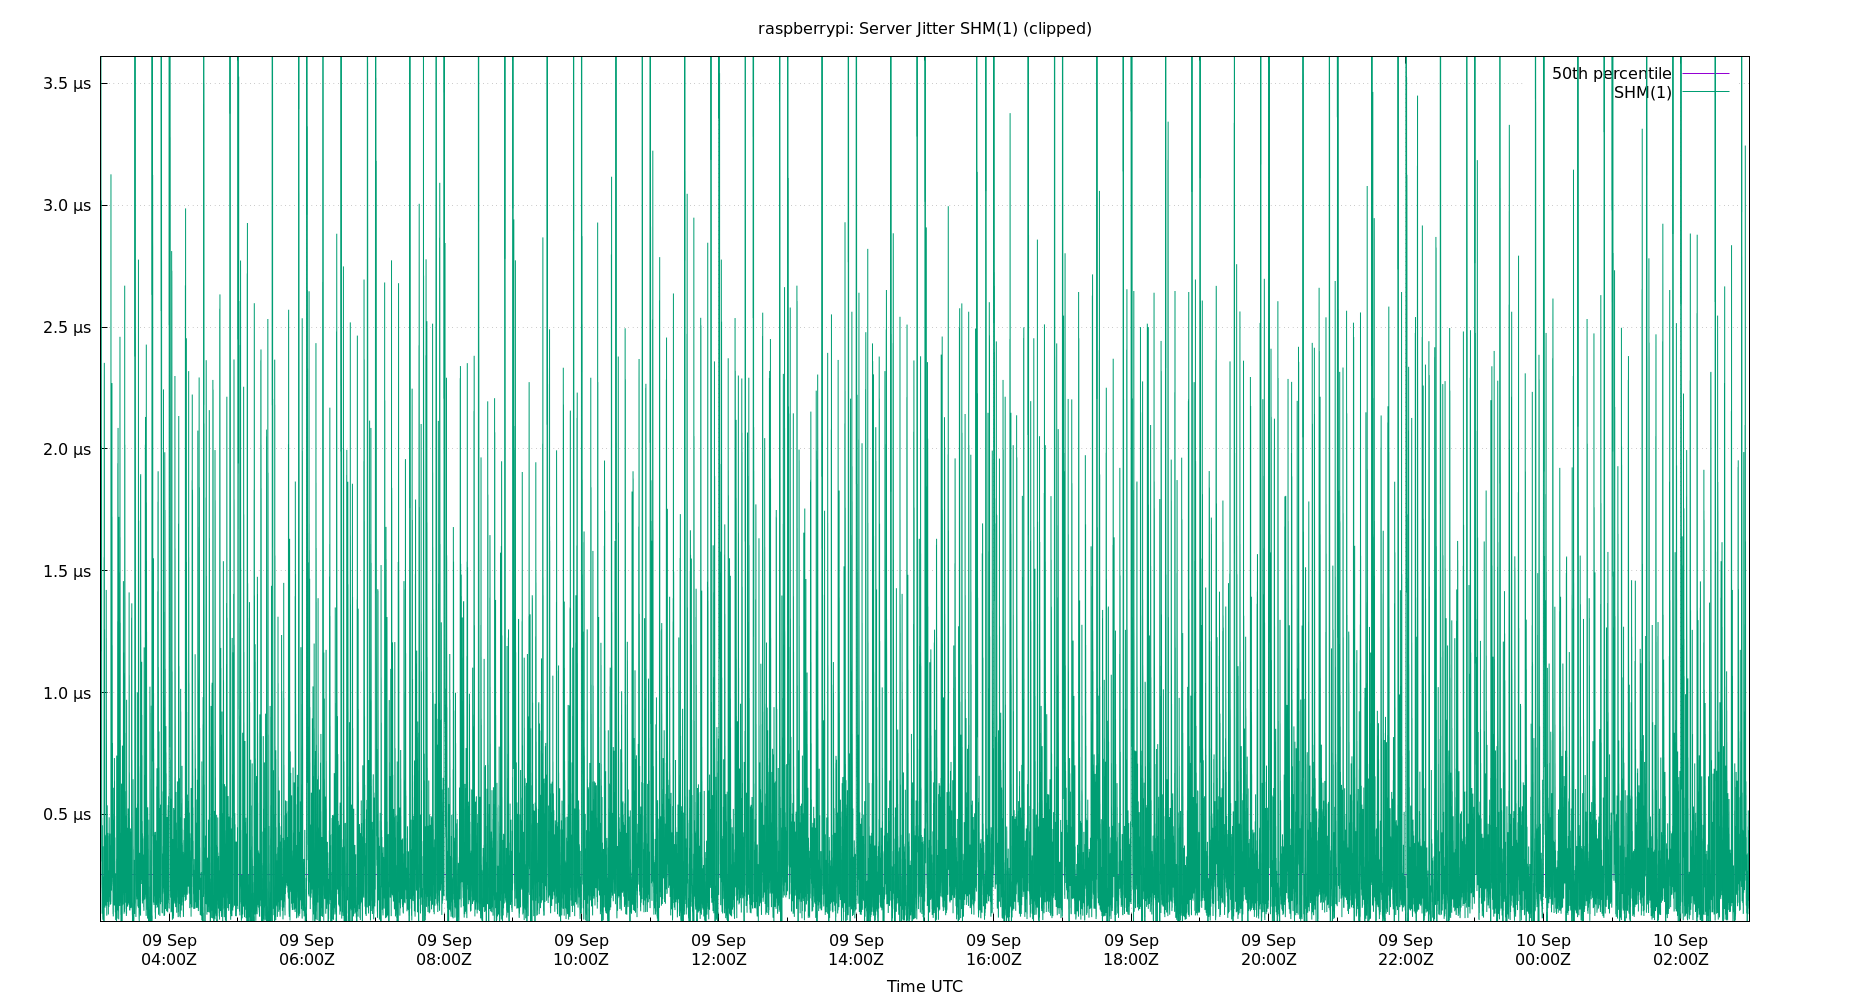 raspberrypi: Server Jitter SHM(1) (clipped)
3.5 µs
3.0 µs
2.5 µs
2.0 µs
1.5 µs
1.0 µs
0.5 µs
50th percentile
SHM(1)
09 Sep 09 Sep 09 Sep 09 Sep 09 Sep 09 Sep 09 Sep 09 Sep 09 Sep 09 Sep 10 Sep 10 Sep
04:00Z 06:00Z 08:00Z 10:00Z 12:00Z 14:00Z 16:00Z 18:00Z 20:00Z 22:00Z 00:00Z 02:00Z
Time UTC